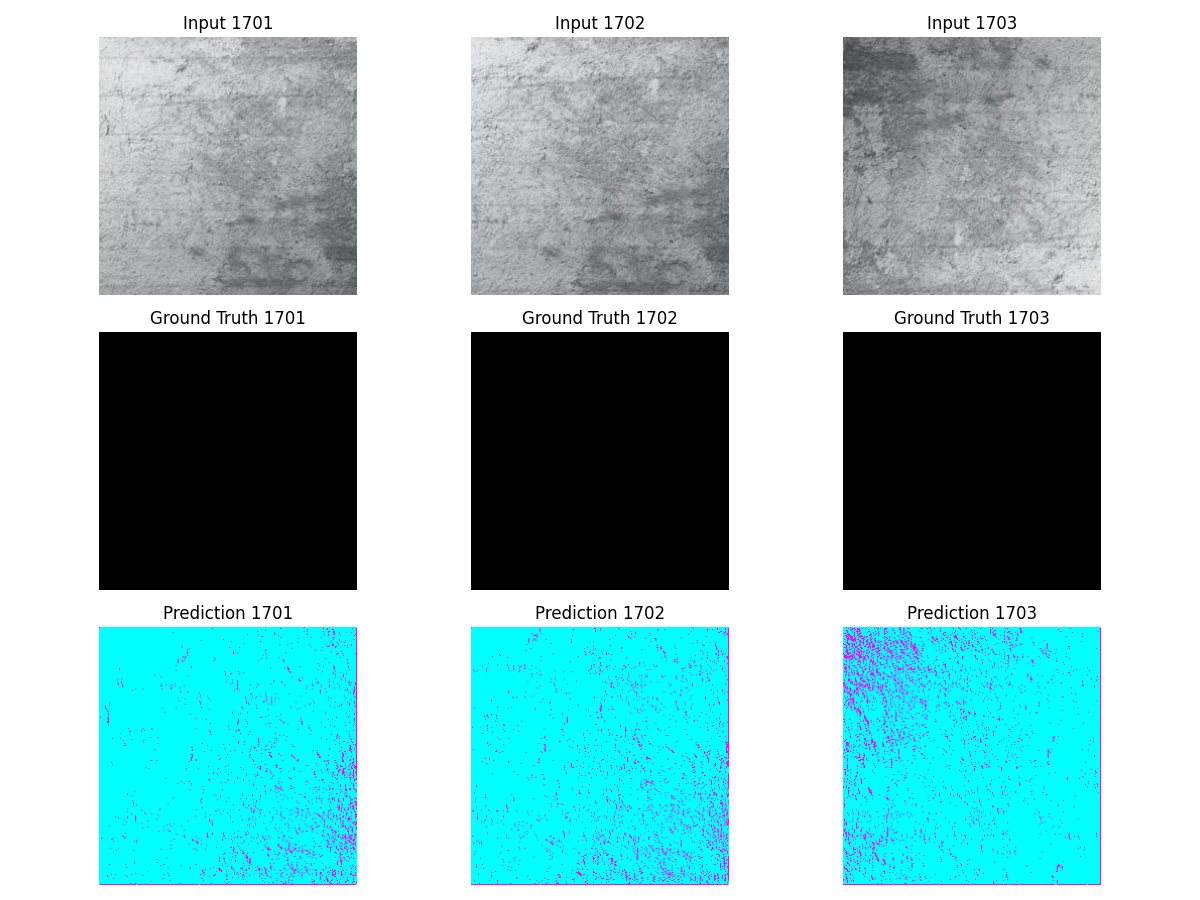 Input 1701
Input 1702
Input 1703
Ground Truth 1701
Ground Truth 1702
Ground Truth 1703
Prediction 1701
Prediction 1702
Prediction 1703